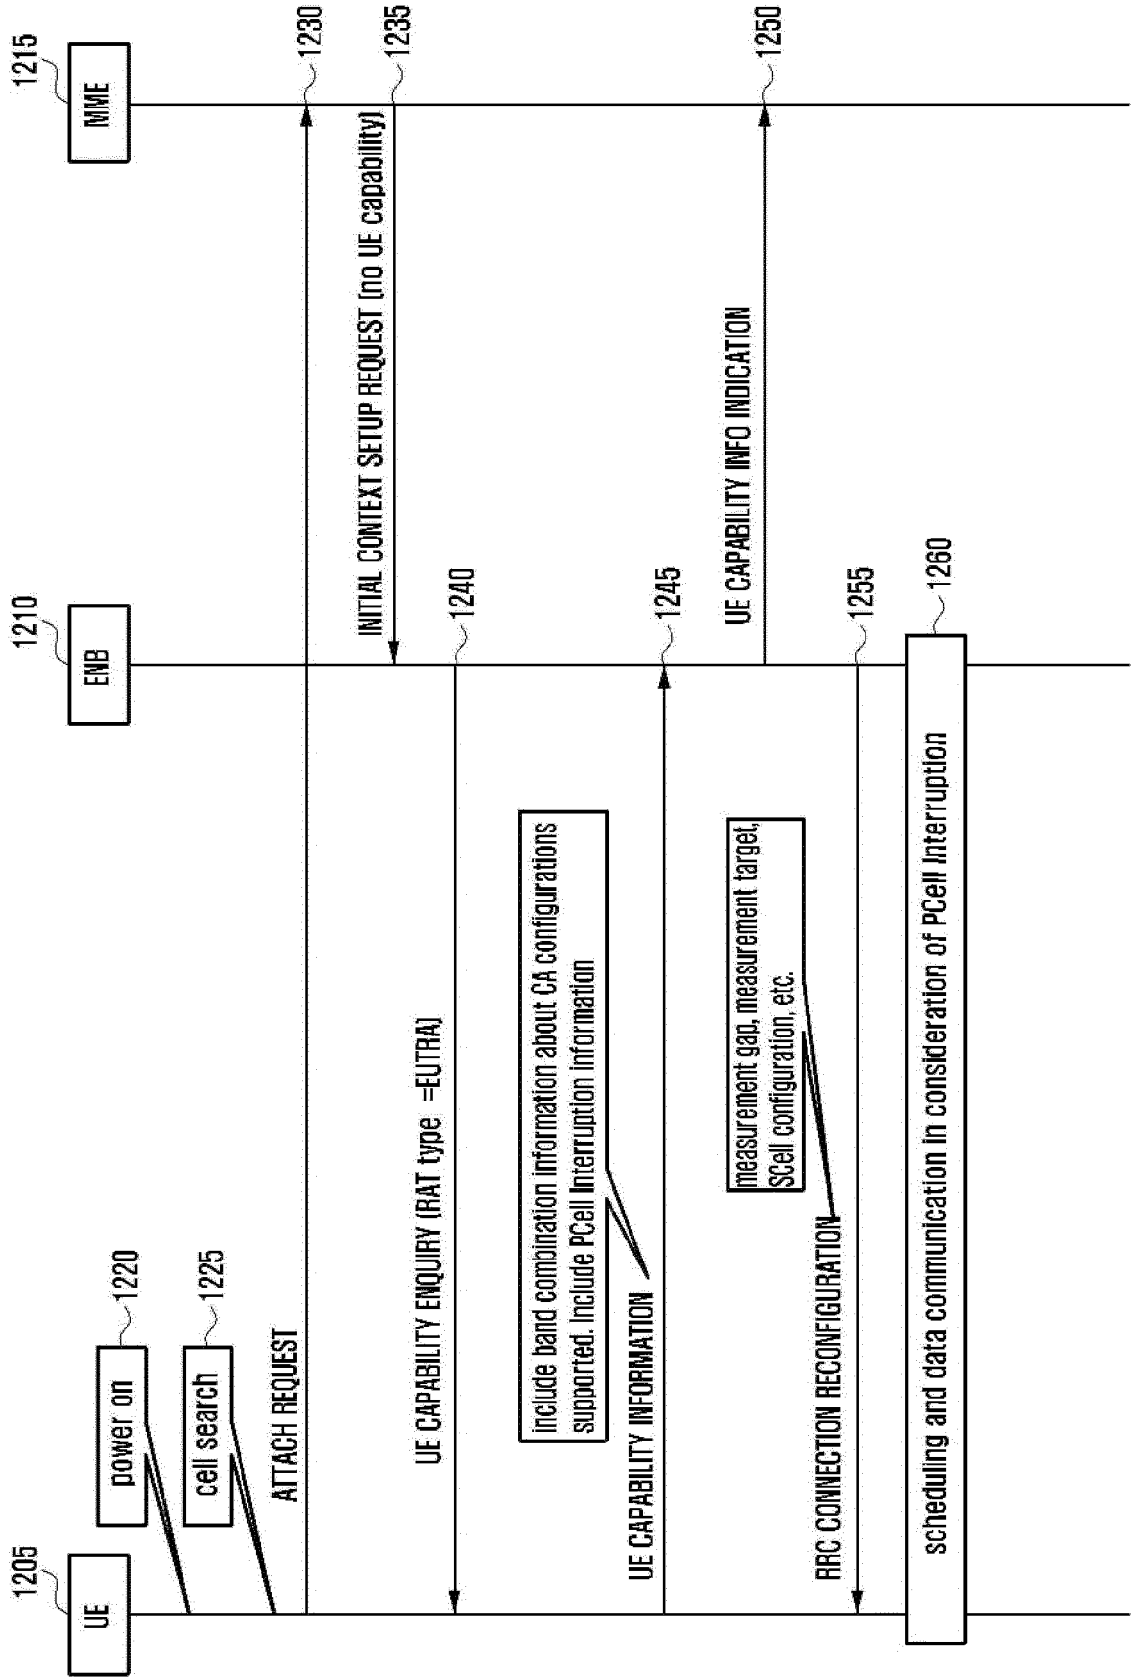 1205
1210
1215
UE
ENB
MME
power on
1220
cell search
1225
ATTACH REQUEST
1230
INITIAL CONTEXT SETUP REQUEST (no UE capability)
1235
UE CAPABILITY ENQUIRY (RAT type =EUTRA)
1240
include band combination information about CA configurations
supported. Include PCell Interruption information
UE CAPABILITY INFORMATION
1245
UE CAPABILITY INFO INDICATION
1250
measurement gap, measurement target,
SCell configuration, etc.
RRC CONNECTION RECONFIGURATION
1255
scheduling and data communication in consideration of PCell Interruption
1260